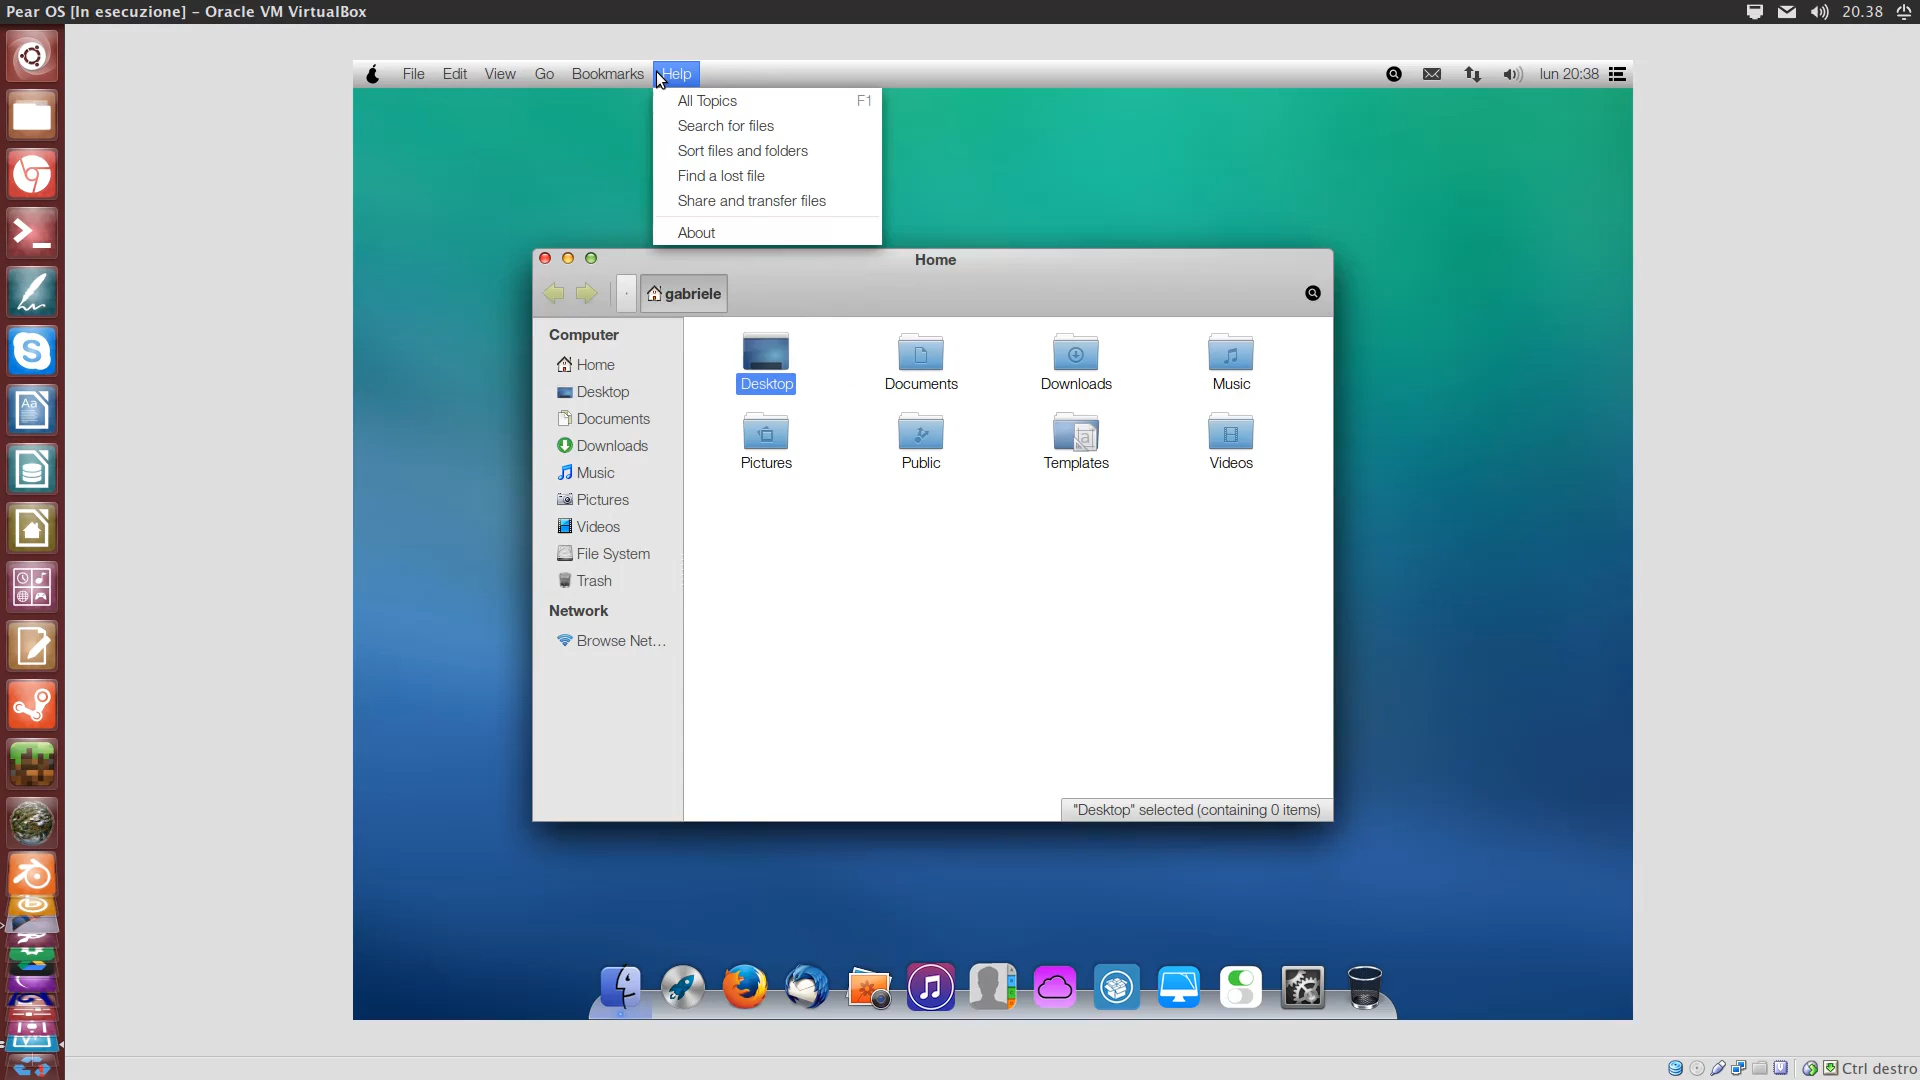 Pear OS [In esecuzione] - Oracle VM VirtualBox
20.38
File Edit View Go Bookmarks Help
lun 20:38
All Topics F1
Search for files
Sort files and folders
Find a lost file
Share and transfer files
About
Home
gabriele
Computer
Home
Desktop
Documents
Downloads
Music
Pictures
Videos
File System
Trash
Network
Browse Net...
Desktop
Documents
Downloads
Music
Pictures
Public
Templates
Videos
"Desktop" selected (containing 0 items)
Ctrl destro